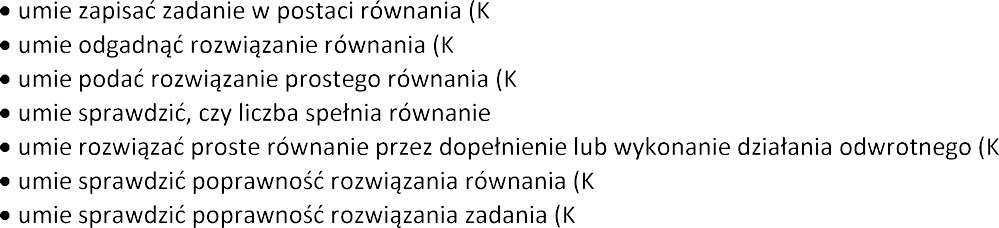 • umie zapisać zadanie w postaci równania (K
• umie odgadnąć rozwiązanie równania (K
• umie podać rozwiązanie prostego równania (K
• umie sprawdzić, czy liczba spełnia równanie
• umie rozwiązać proste równanie przez dopełnienie lub wykonanie działania odwrotnego (K
• umie sprawdzić poprawność rozwiązania równania (K
• umie sprawdzić poprawność rozwiązania zadania (K